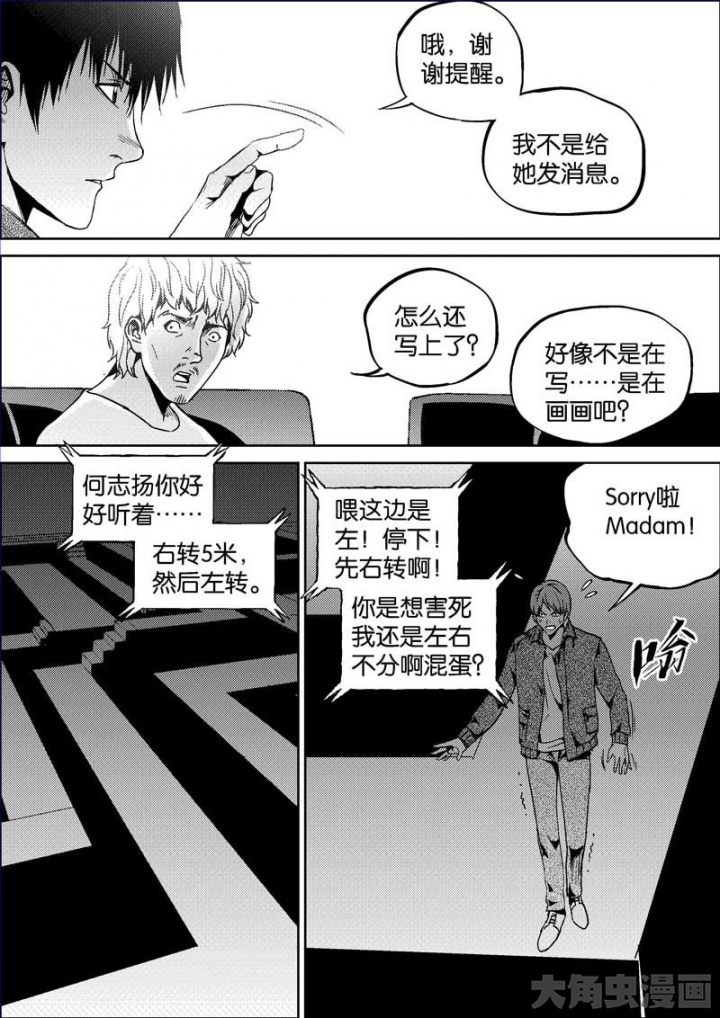 哦，谢
谢提醒。
我不是给
她发消息。
怎么还
写上了？
好像不是在
写……是在
画画吧？
何志扬你好
好听着……
右转5米，
然后左转。
喂这边是
左！停下！
先右转啊！
你是想害死
我还是左右
不分啊混蛋？
Sorry啦
Madam！
哈
大角虫漫画